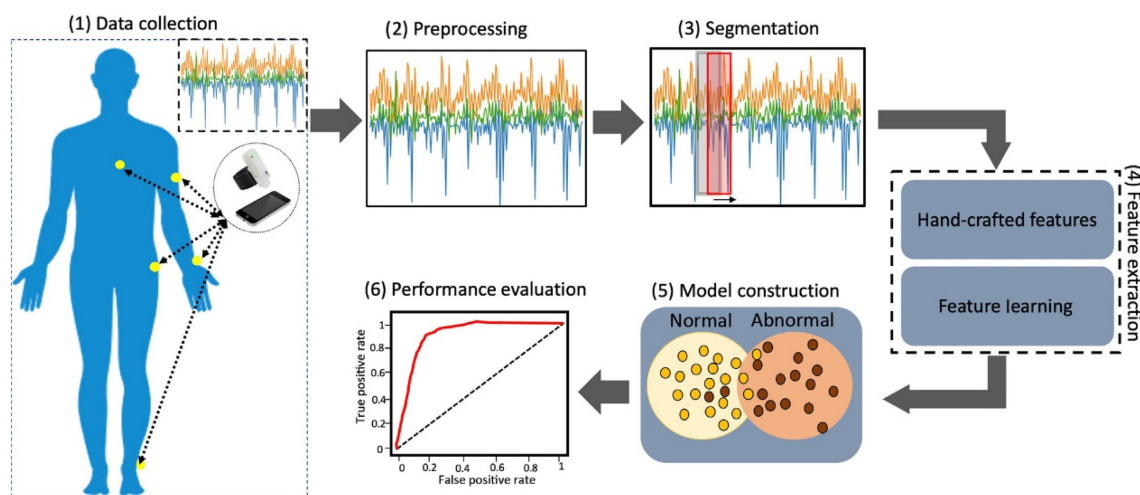 (1) Data collection
(2) Preprocessing
(3) Segmentation
(4) Feature extraction
Hand-crafted features
Feature learning
(5) Model construction
Normal
Abnormal
(6) Performance evaluation
True positive rate
1
0.8
0.6
0.4
0.2
0
0 0.2 0.4 0.6 0.8 1
False positive rate